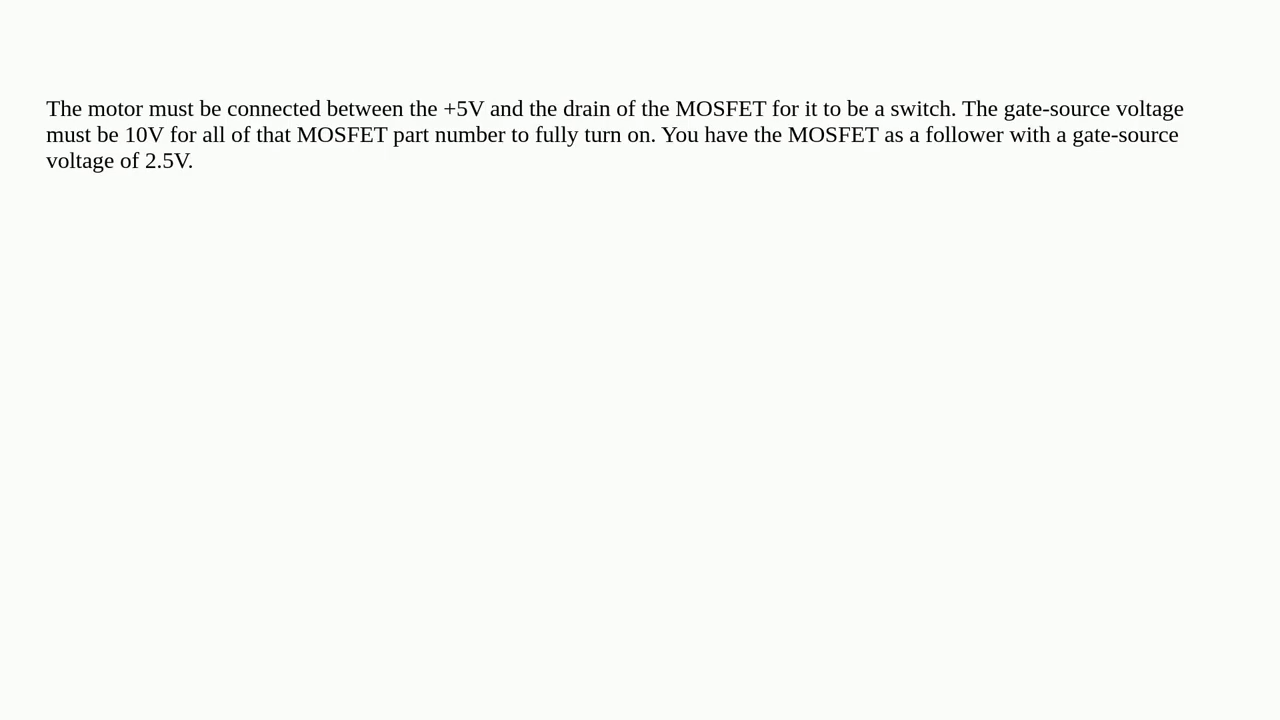 The motor must be connected between the +5V and the drain of the MOSFET for it to be a switch. The gate-source voltage
must be 10V for all of that MOSFET part number to fully turn on. You have the MOSFET as a follower with a gate-source
voltage of 2.5V.